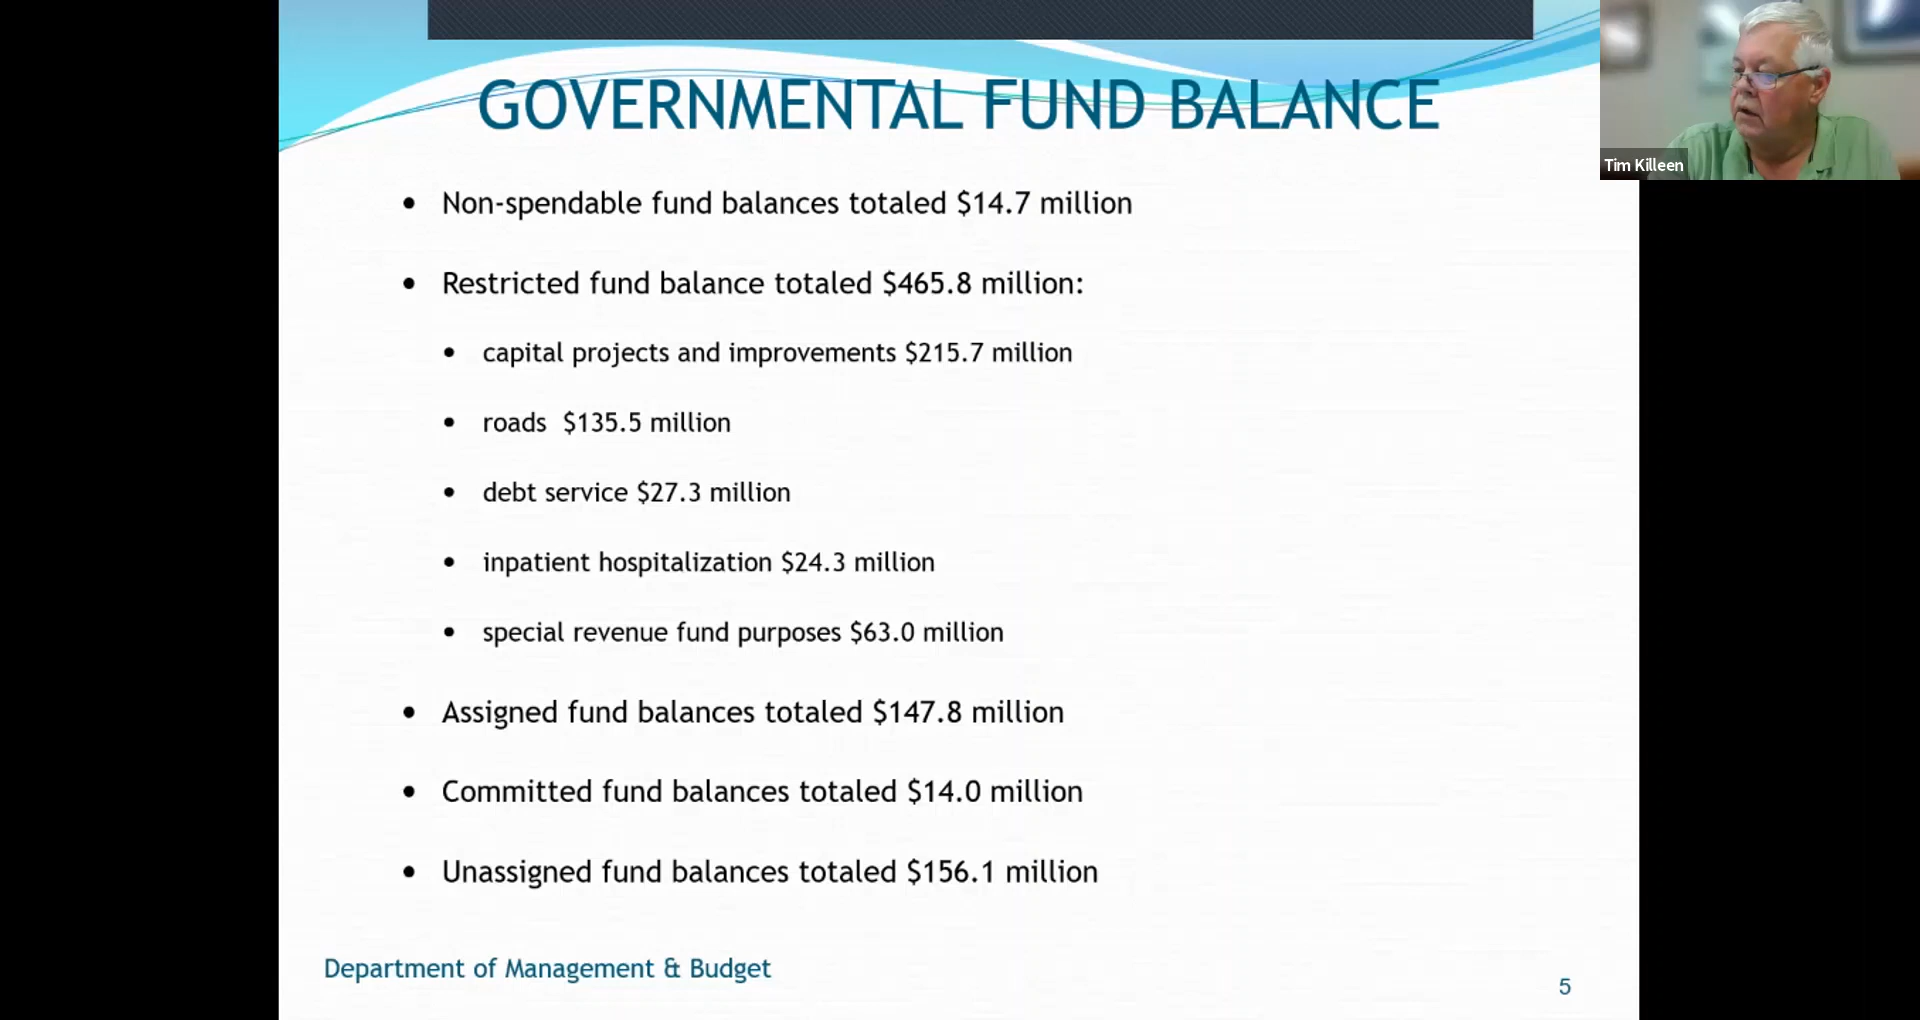 GOVERNMENTAL FUND BALANCE
Tim Killeen
• Non-spendable fund balances totaled $14.7 million
• Restricted fund balance totaled $465.8 million:
• capital projects and improvements $215.7 million
• roads $135.5 million
• debt service $27.3 million
• inpatient hospitalization $24.3 million
• special revenue fund purposes $63.0 million
• Assigned fund balances totaled $147.8 million
• Committed fund balances totaled $14.0 million
• Unassigned fund balances totaled $156.1 million
Department of Management & Budget
5